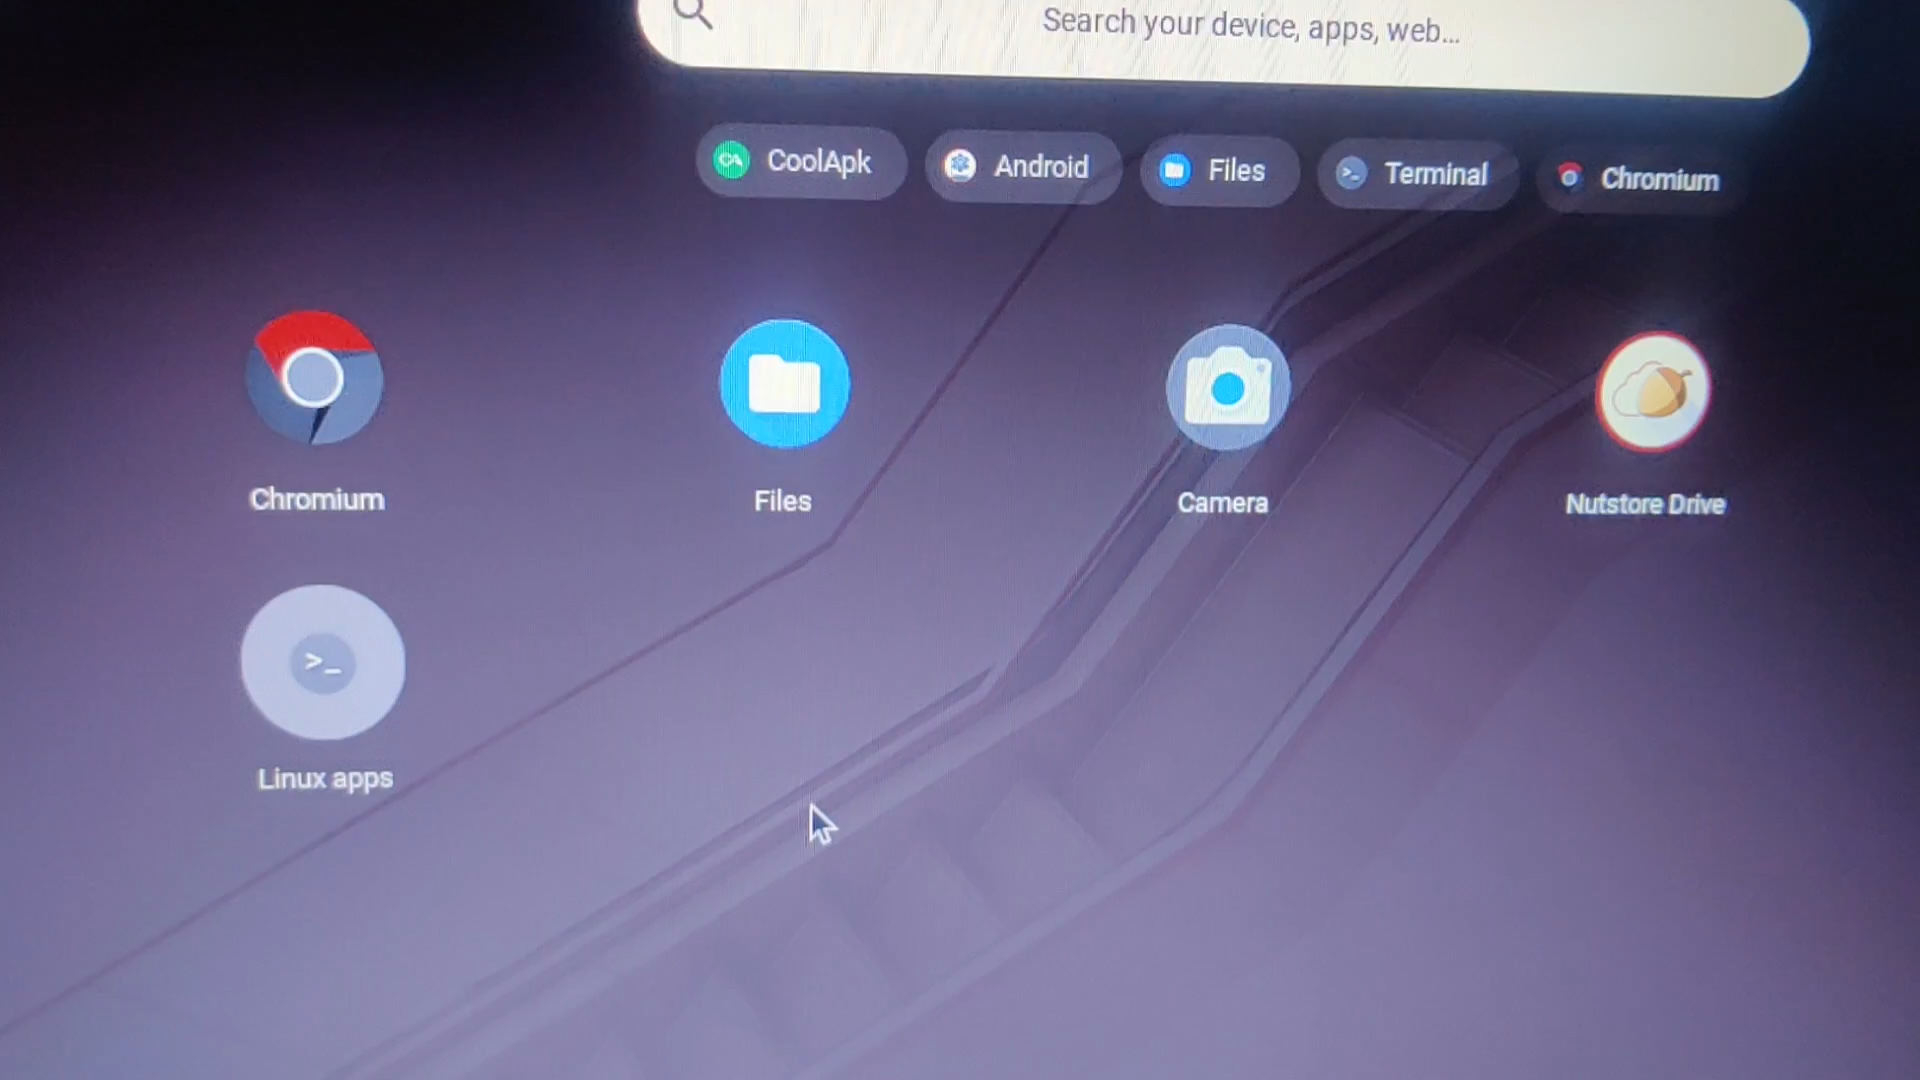 Search your device, apps, web...
CoolApk
Android
Files
Terminal
Chromium
Chromium
Files
Camera
Nutstore Drive
>_
Linux apps